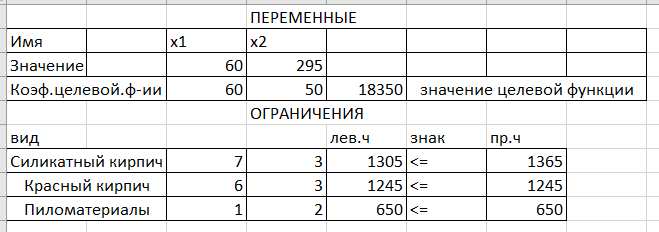 ПЕРЕМЕННЫЕ
Имя x1 x2
Значение 60 295
Коэф.целевой.ф-ии 60 50 18350 значение целевой функции
ОГРАНИЧЕНИЯ
вид лев.ч знак пр.ч
Силикатный кирпич 7 3 1305 <= 1365
Красный кирпич 6 3 1245 <= 1245
Пиломатериалы 1 2 650 <= 650